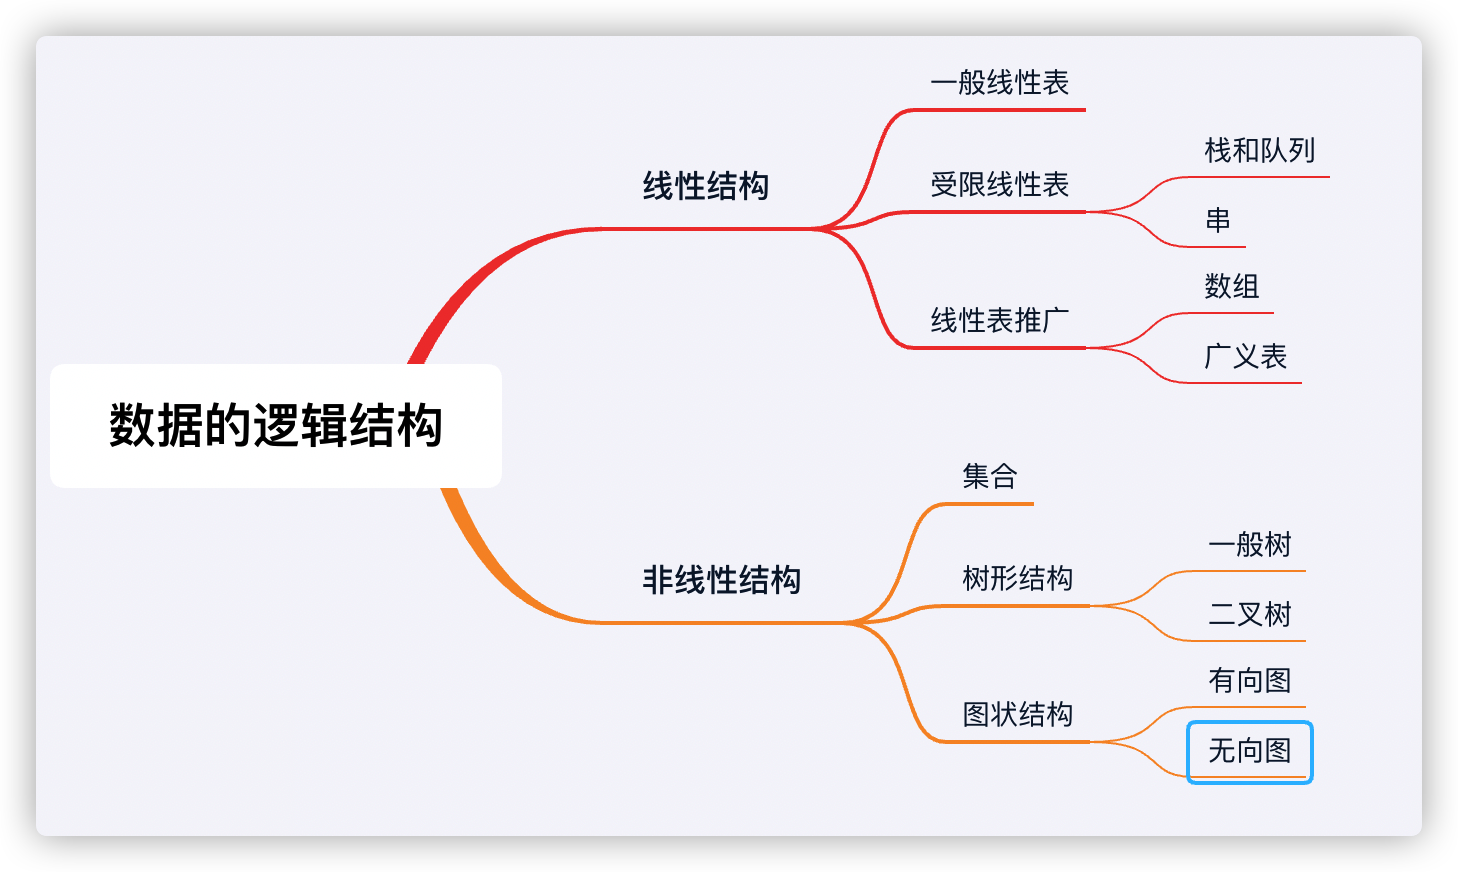 数据的逻辑结构
线性结构
一般线性表
受限线性表
栈和队列
串
线性表推广
数组
广义表
非线性结构
集合
树形结构
一般树
二叉树
图状结构
有向图
无向图